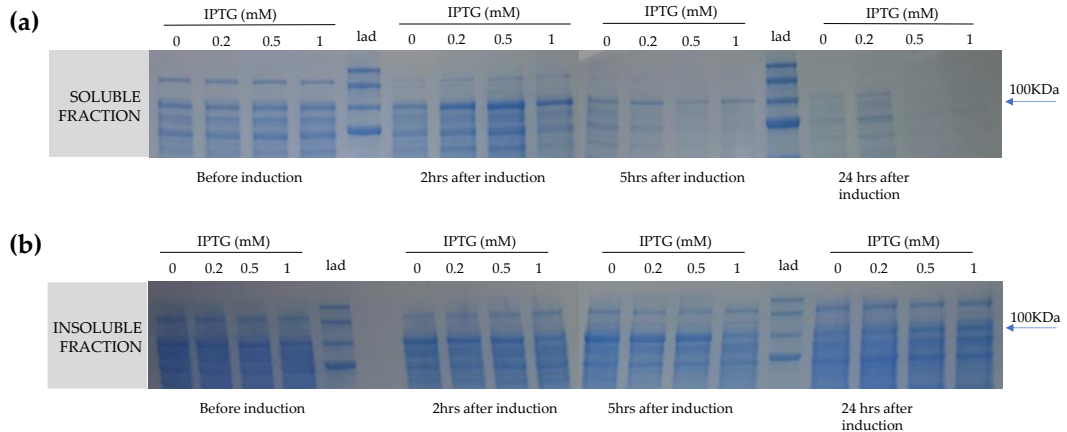 (a)
IPTG (mM) IPTG (mM) IPTG (mM) IPTG (mM)
0 0.2 0.5 1 lad 0 0.2 0.5 1 0 0.2 0.5 1 lad 0 0.2 0.5 1
SOLUBLE
FRACTION
100KDa
Before induction 2hrs after induction 5hrs after induction 24 hrs after
induction
(b)
IPTG (mM) IPTG (mM) IPTG (mM) IPTG (mM)
0 0.2 0.5 1 lad 0 0.2 0.5 1 0 0.2 0.5 1 lad 0 0.2 0.5 1
INSOLUBLE
FRACTION
100KDa
Before induction 2hrs after induction 5hrs after induction 24 hrs after
induction